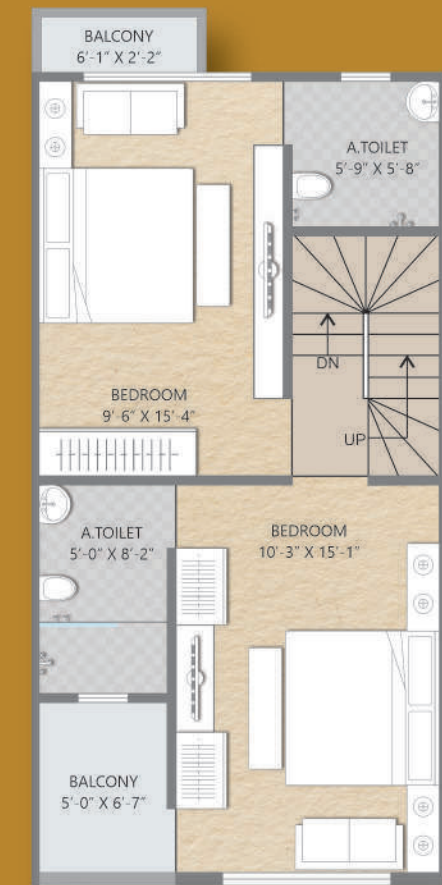 BALCONY
6'-1" X 2'-2"
A.TOILET
5'-9" X 5'-8"
DN
BEDROOM
9'-6" X 15'-4"
UP
A.TOILET
5'-0" X 8'-2"
BEDROOM
10'-3" X 15'-1"
BALCONY
5'-0" X 6'-7"